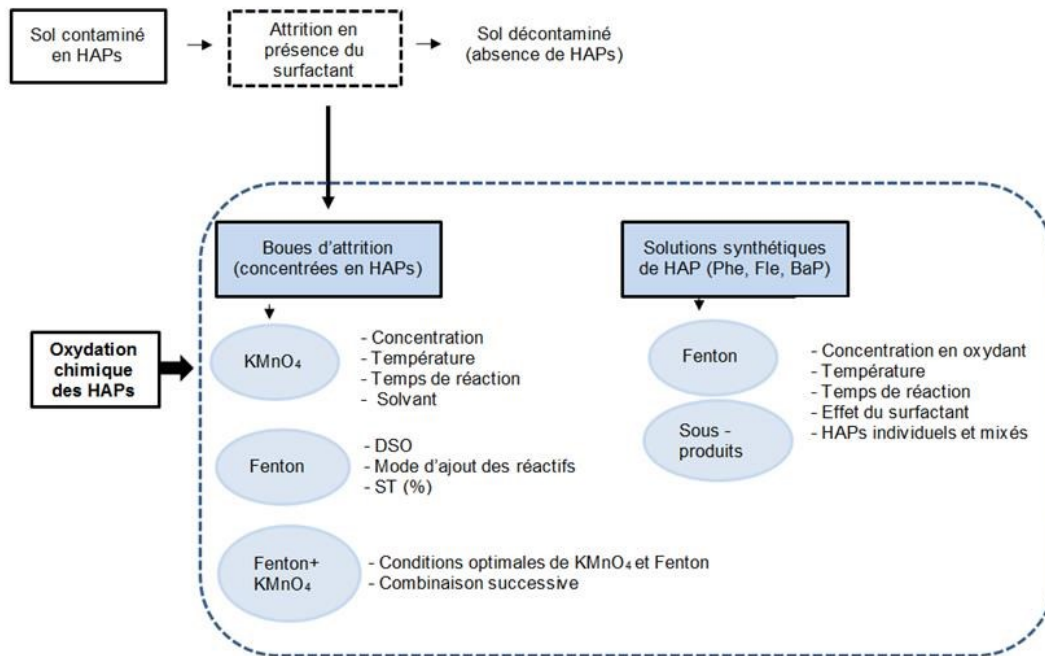 Sol contaminé
en HAPs
Attrition en
présence du
surfactant
Sol décontaminé
(absence de HAPs)
Boues d'attrition
(concentrées en HAPs)
Solutions synthétiques
de HAP (Phe, Fle, BaP)
Oxydation
chimique
des HAPs
KMnO₄
- Concentration
- Température
- Temps de réaction
- Solvant
Fenton
- DSO
- Mode d'ajout des réactifs
- ST (%)
Fenton+
KMnO₄
- Conditions optimales de KMnO₄ et Fenton
- Combinaison successive
Fenton
Sous -
produits
- Concentration en oxydant
- Température
- Temps de réaction
- Effet du surfactant
- HAPs individuels et mixés